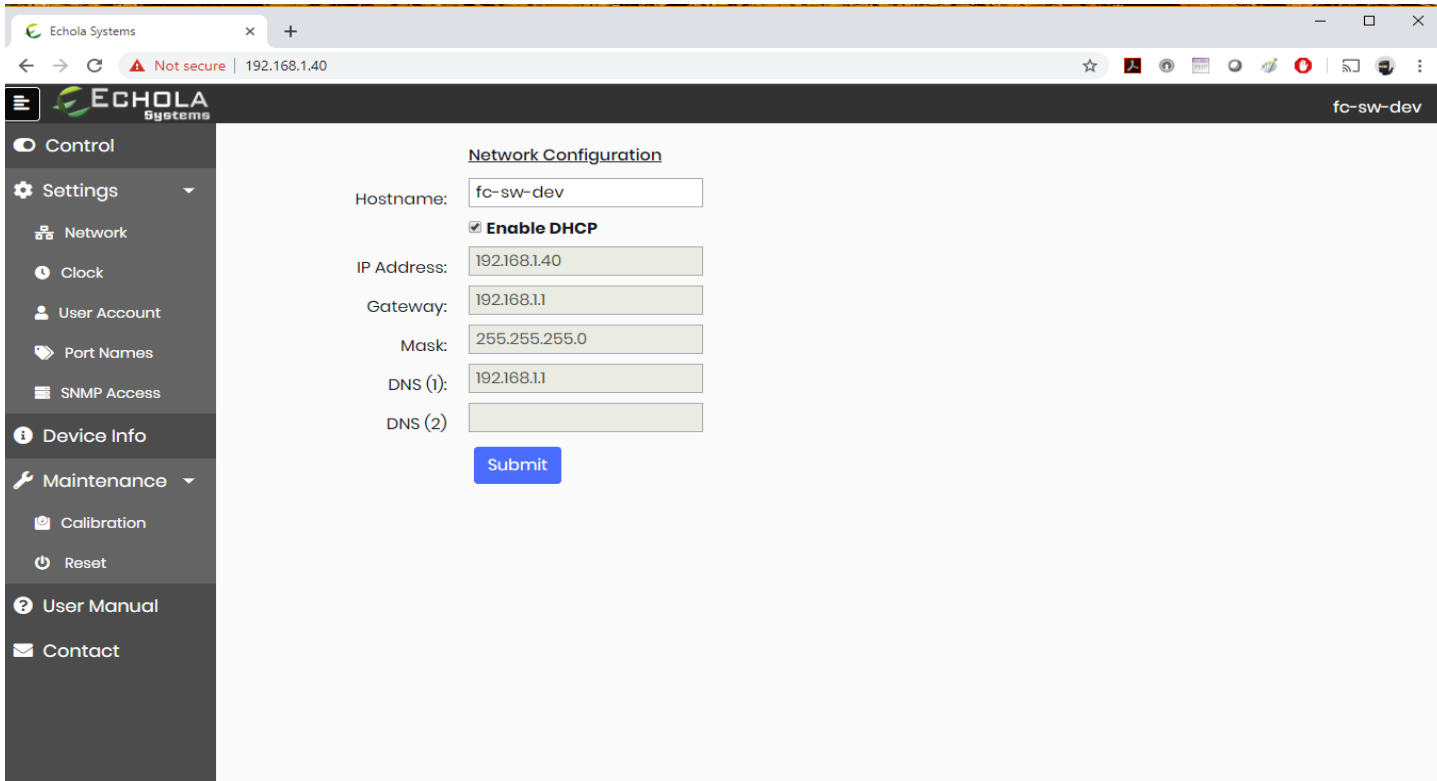 Echola Systems
Not secure | 192.168.1.40
ECHOLA
Systems
fc-sw-dev
Control
Settings
Network
Clock
User Account
Port Names
SNMP Access
Device Info
Maintenance
Calibration
Reset
User Manual
Contact
Network Configuration
Hostname: fc-sw-dev
Enable DHCP
IP Address: 192.168.1.40
Gateway: 192.168.1.1
Mask: 255.255.255.0
DNS (1): 192.168.1.1
DNS (2)
Submit